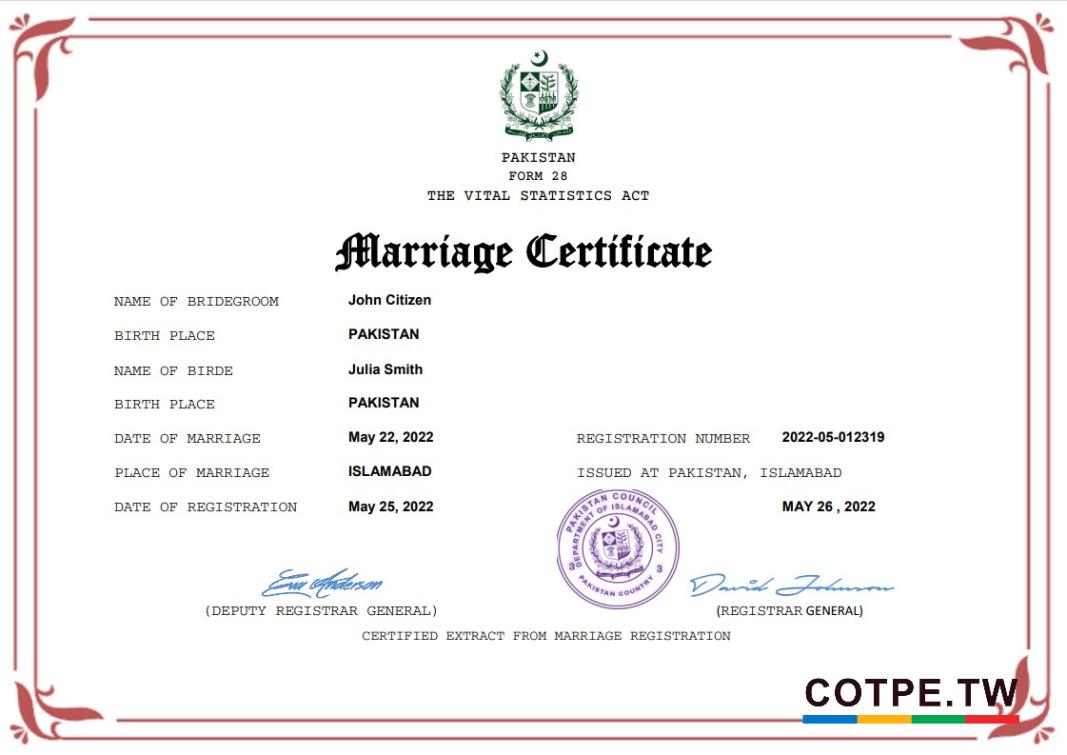 PAKISTAN
FORM 28
THE VITAL STATISTICS ACT
Marriage Certificate
NAME OF BRIDEGROOM John Citizen
BIRTH PLACE PAKISTAN
NAME OF BIRDE Julia Smith
BIRTH PLACE PAKISTAN
DATE OF MARRIAGE May 22, 2022 REGISTRATION NUMBER 2022-05-012319
PLACE OF MARRIAGE ISLAMABAD ISSUED AT PAKISTAN, ISLAMABAD
DATE OF REGISTRATION May 25, 2022 MAY 26 , 2022
PAKISTAN COUNCIL
DEPARTMENT OF ISLAMABAD CITY
3 3
PAKISTAN COUNTRY
Eva Anderson David Johnson
(DEPUTY REGISTRAR GENERAL) (REGISTRAR GENERAL)
CERTIFIED EXTRACT FROM MARRIAGE REGISTRATION
COTPE.TW